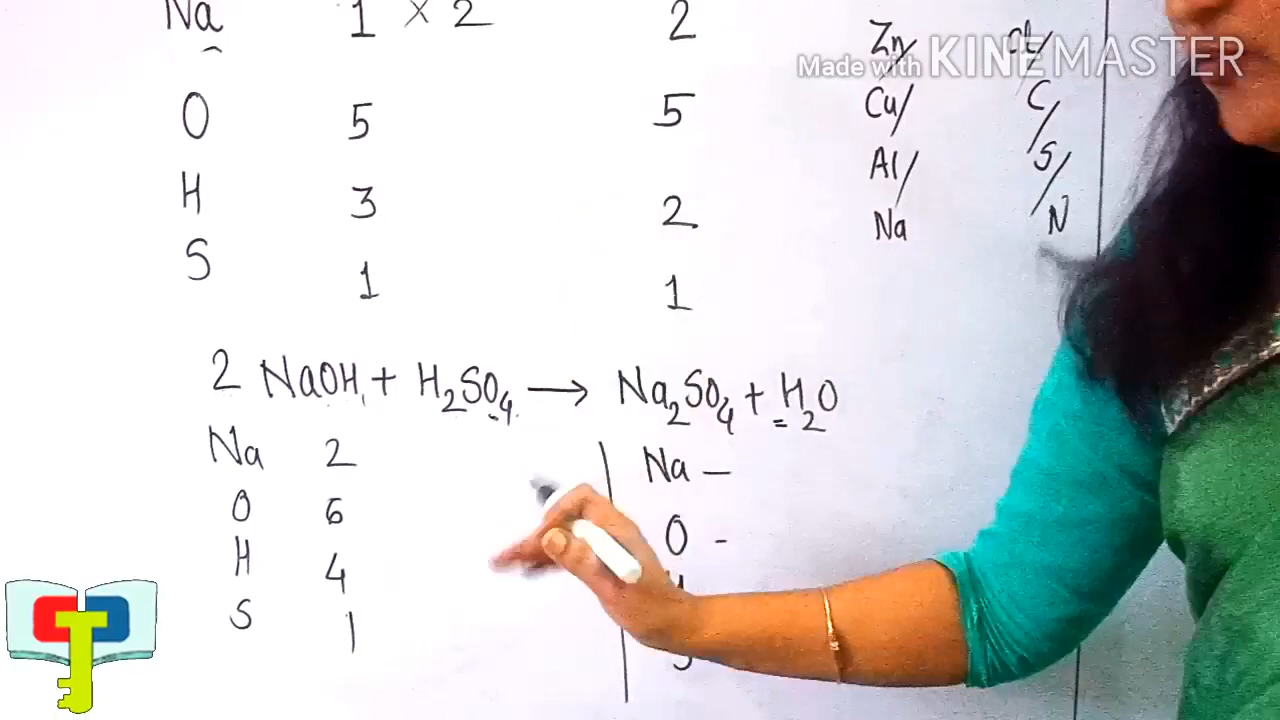 Na 1 × 2 2
O 5 5
H 3 2
S 1 1
Zn/
Cu/ C/
Al/ S/
Na N
Made with KINEMASTER
2 NaOH + H2SO4 → Na2SO4 + H2O
Na 2 Na –
O 6 O -
H 4
S 1